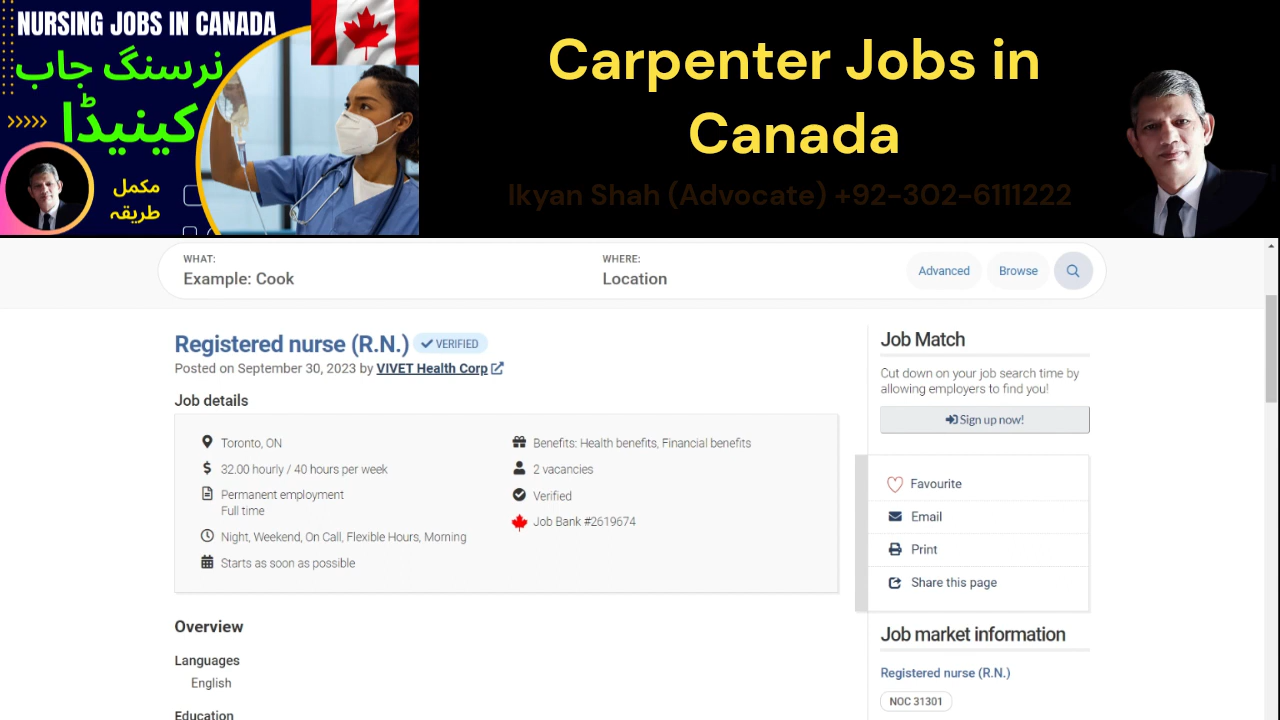 NURSING JOBS IN CANADA
نرسنگ جاب
کینیڈا
مکمل
طریقہ
Carpenter Jobs in
Canada
Ikyan Shah (Advocate) +92-302-6111222
WHAT:
Example: Cook
WHERE:
Location
Advanced
Browse
Registered nurse (R.N.) VERIFIED
Posted on September 30, 2023 by VIVET Health Corp
Job details
Toronto, ON
32.00 hourly / 40 hours per week
Permanent employment
Full time
Night, Weekend, On Call, Flexible Hours, Morning
Starts as soon as possible
Benefits: Health benefits, Financial benefits
2 vacancies
Verified
Job Bank #2619674
Overview
Languages
English
Education
Job Match
Cut down on your job search time by
allowing employers to find you!
Sign up now!
Favourite
Email
Print
Share this page
Job market information
Registered nurse (R.N.)
NOC 31301